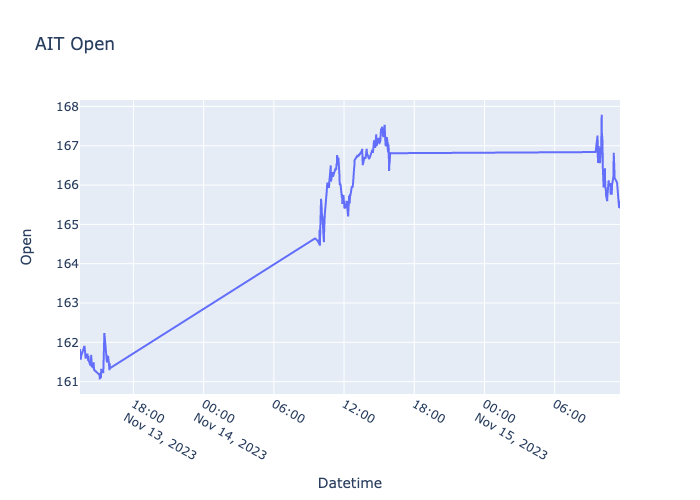 AIT Open
168
167
166
165
164
163
162
161
Open
18:00
Nov 13, 2023
00:00
Nov 14, 2023
06:00
12:00
18:00
00:00
Nov 15, 2023
06:00
Datetime